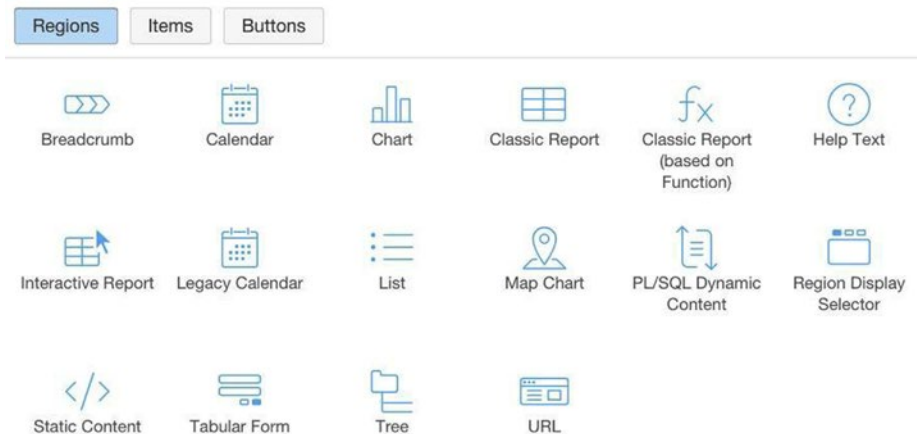 Regions Items Buttons
Breadcrumb Calendar Chart Classic Report Classic Report Help Text
(based on
Function)
Interactive Report Legacy Calendar List Map Chart PL/SQL Dynamic Region Display
Content Selector
Static Content Tabular Form Tree URL